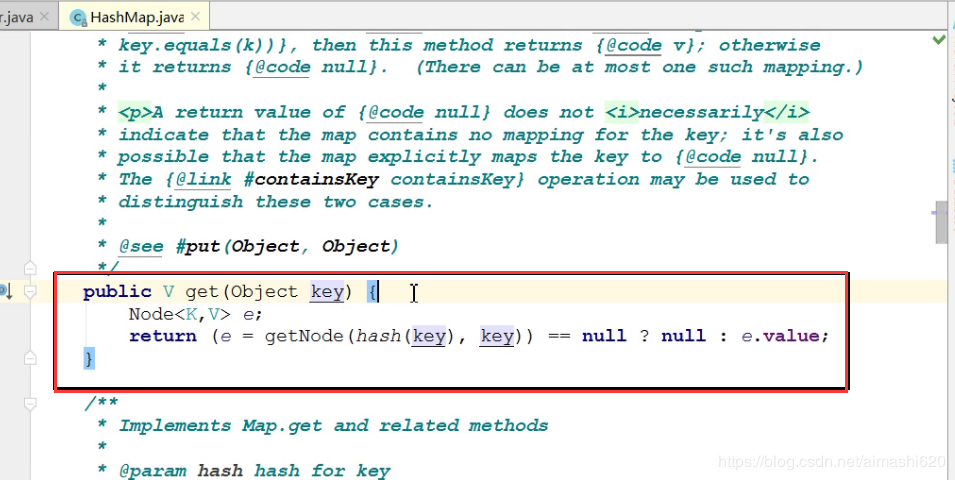 r.java
HashMap.java
* key.equals(k))}, then this method returns {@code v}; otherwise
* it returns {@code null}.  (There can be at most one such mapping.)
*
* <p>A return value of {@code null} does not <i>necessarily</i>
* indicate that the map contains no mapping for the key; it's also
* possible that the map explicitly maps the key to {@code null}.
* The {@link #containsKey containsKey} operation may be used to
* distinguish these two cases.
*
* @see #put(Object, Object)
*/
public V get(Object key) {
Node<K,V> e;
return (e = getNode(hash(key), key)) == null ? null : e.value;
}
/**
* Implements Map.get and related methods
*
* @param hash hash for key
https://blog.csdn.net/aimashi620